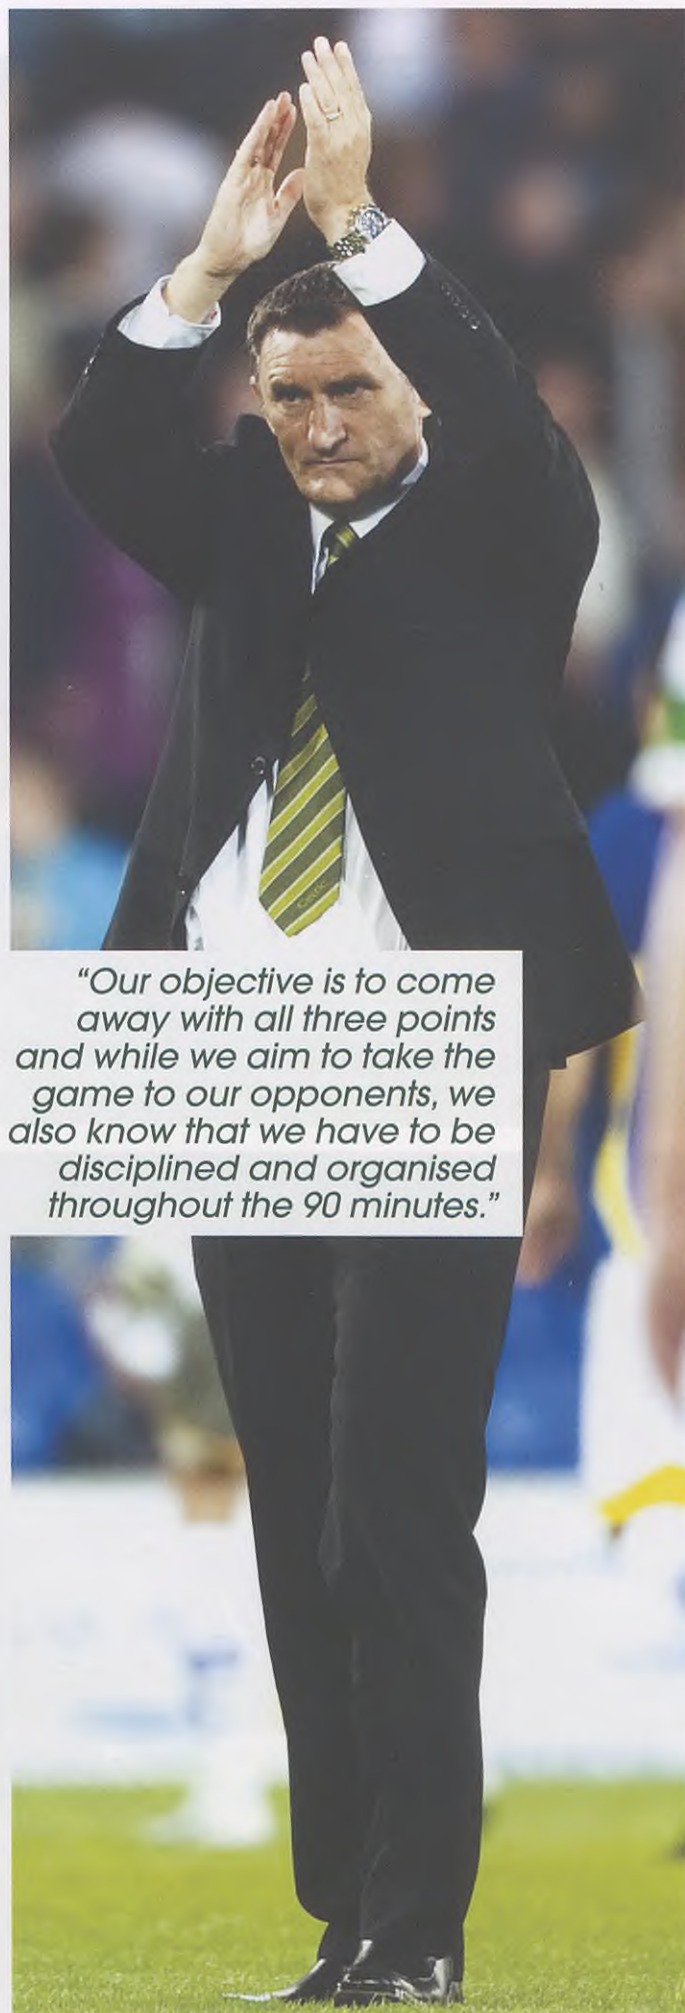 Celtic
“Our objective is to come
away with all three points
and while we aim to take the
game to our opponents, we
also know that we have to be
disciplined and organised
throughout the 90 minutes.”